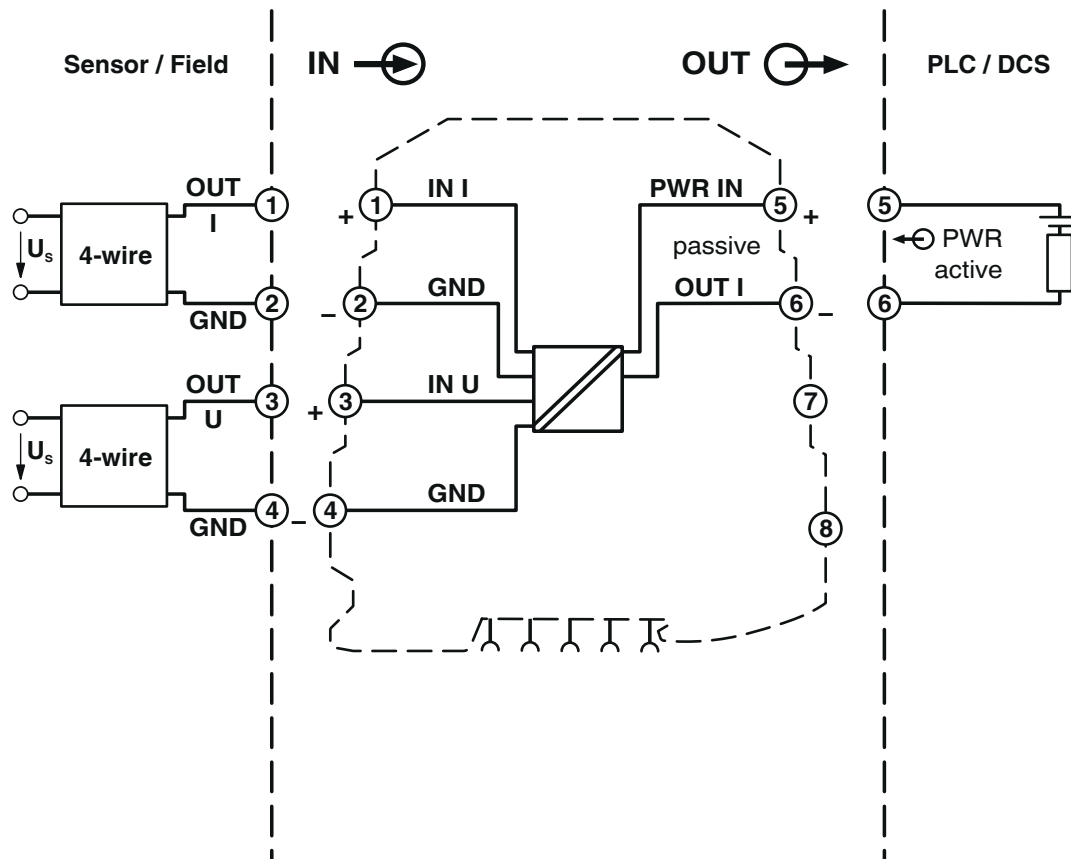 Sensor / Field
IN
OUT
PLC / DCS
OUT
I
1
1
IN I
PWR IN
5
5
+
+
U_s
4-wire
passive
PWR
active
GND
2
2
GND
OUT I
6
6
–
–
OUT
U
3
3
IN U
7
+
U_s
4-wire
GND
4
4
GND
8
–